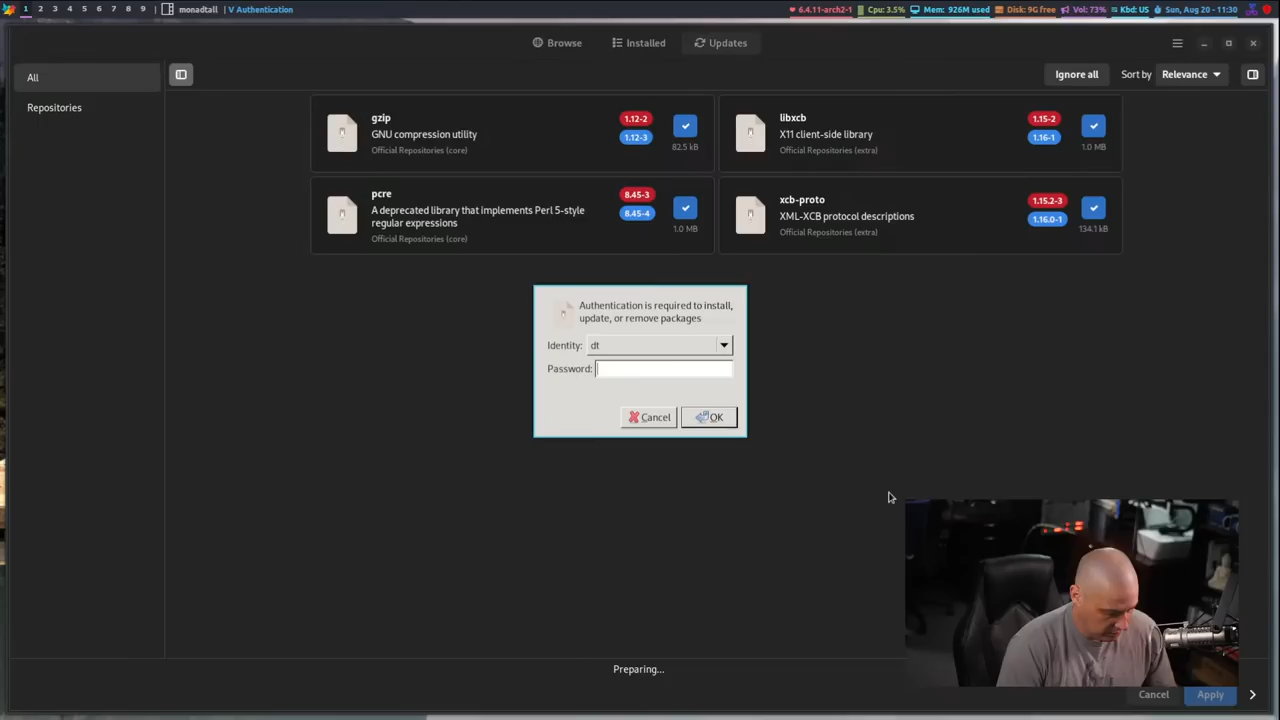 1 2 3 4 5 6 7 8 9 | monadtall | V Authentication
6.4.11-arch2-1 Cpu: 3.5% Mem: 926M used Disk: 9G free Vol: 73% Kbd: US Sun, Aug 20 - 11:30
Browse Installed Updates
All
Ignore all Sort by Relevance
Repositories
gzip
GNU compression utility
Official Repositories (core)
1.12-2
1.12-3
82.5 kB
libxcb
X11 client-side library
Official Repositories (extra)
1.15-2
1.16-1
1.0 MB
pcre
A deprecated library that implements Perl 5-style
regular expressions
Official Repositories (core)
8.45-3
8.45-4
1.0 MB
xcb-proto
XML-XCB protocol descriptions
Official Repositories (extra)
1.15.2-3
1.16.0-1
134.1 kB
Authentication is required to install,
update, or remove packages
Identity: dt
Password:
Cancel OK
Preparing...
Cancel Apply